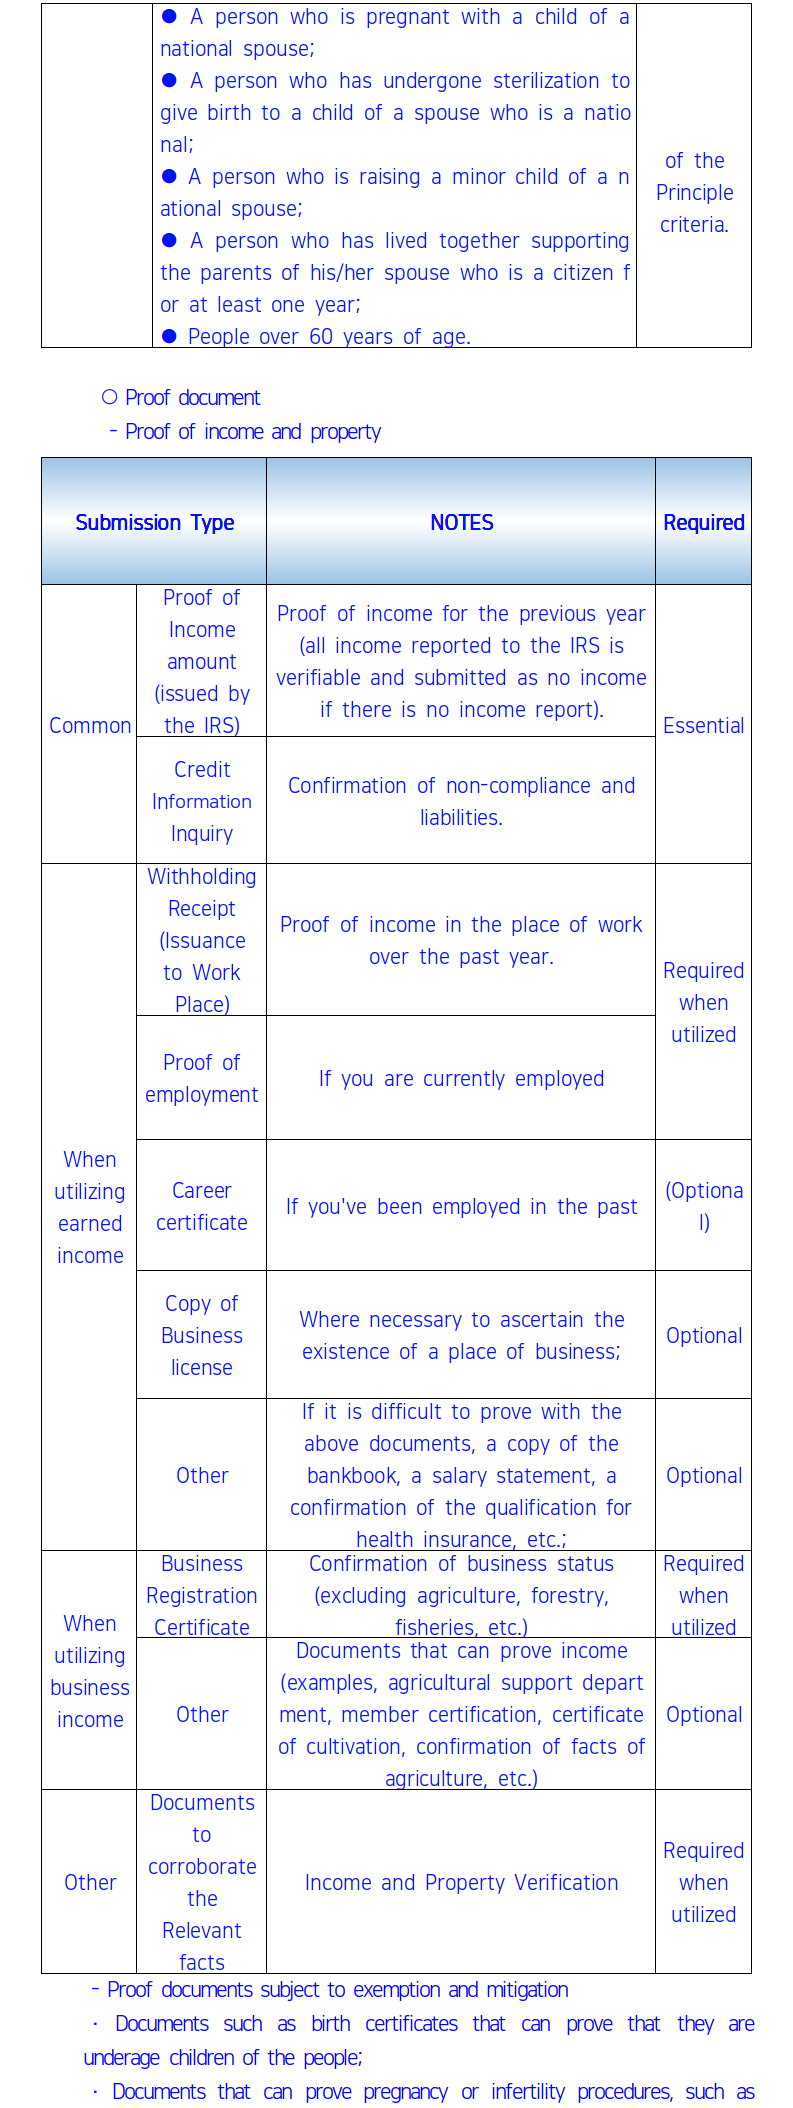 ● A person who is pregnant with a child of a
national spouse;
● A person who has undergone sterilization to
give birth to a child of a spouse who is a natio
nal;
● A person who is raising a minor child of a n
ational spouse;
● A person who has lived together supporting
the parents of his/her spouse who is a citizen f
or at least one year;
● People over 60 years of age.
of the
Principle
criteria.
○ Proof document
- Proof of income and property
Submission Type
NOTES
Required
Common
Proof of
Income
amount
(issued by
the IRS)
Proof of income for the previous year
(all income reported to the IRS is
verifiable and submitted as no income
if there is no income report).
Essential
Credit
Information
Inquiry
Confirmation of non-compliance and
liabilities.
When
utilizing
earned
income
Withholding
Receipt
(Issuance
to Work
Place)
Proof of income in the place of work
over the past year.
Required
when
utilized
Proof of
employment
If you are currently employed
Career
certificate
If you've been employed in the past
(Optiona
l)
Copy of
Business
license
Where necessary to ascertain the
existence of a place of business;
Optional
Other
If it is difficult to prove with the
above documents, a copy of the
bankbook, a salary statement, a
confirmation of the qualification for
health insurance, etc.;
Optional
When
utilizing
business
income
Business
Registration
Certificate
Confirmation of business status
(excluding agriculture, forestry,
fisheries, etc.)
Required
when
utilized
Other
Documents that can prove income
(examples, agricultural support depart
ment, member certification, certificate
of cultivation, confirmation of facts of
agriculture, etc.)
Optional
Other
Documents
to
corroborate
the
Relevant
facts
Income and Property Verification
Required
when
utilized
- Proof documents subject to exemption and mitigation
· Documents such as birth certificates that can prove that they are
underage children of the people;
· Documents that can prove pregnancy or infertility procedures, such as